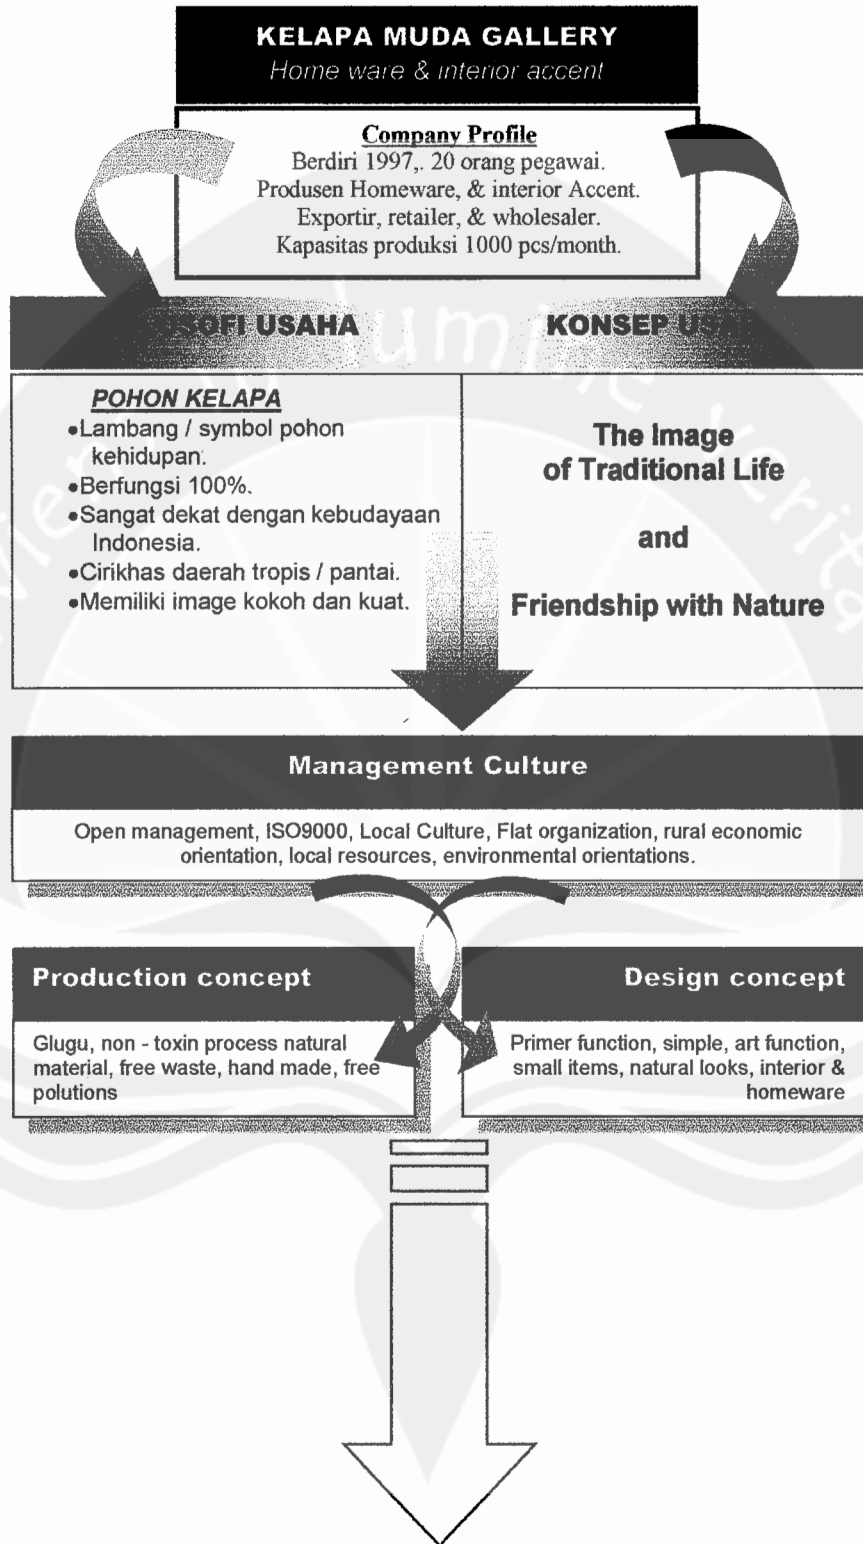 KELAPA MUDA GALLERY
Home ware & interior accent
Company Profile
Berdiri 1997,. 20 orang pegawai.
Produsen Homeware, & interior Accent.
Exportir, retailer, & wholesaler.
Kapasitas produksi 1000 pcs/month.
USAHA
KONSEP
POHON KELAPA
•Lambang / symbol pohon
kehidupan.
•Berfungsi 100%.
•Sangat dekat dengan kebudayaan
Indonesia.
•Cirikhas daerah tropis / pantai.
•Memiliki image kokoh dan kuat.
The Image
of Traditional Life
and
Friendship with Nature
Management Culture
Open management, ISO9000, Local Culture, Flat organization, rural economic
orientation, local resources, environmental orientations.
Production concept
Glugu, non - toxin process natural
material, free waste, hand made, free
polutions
Design concept
Primer function, simple, art function,
small items, natural looks, interior &
homeware